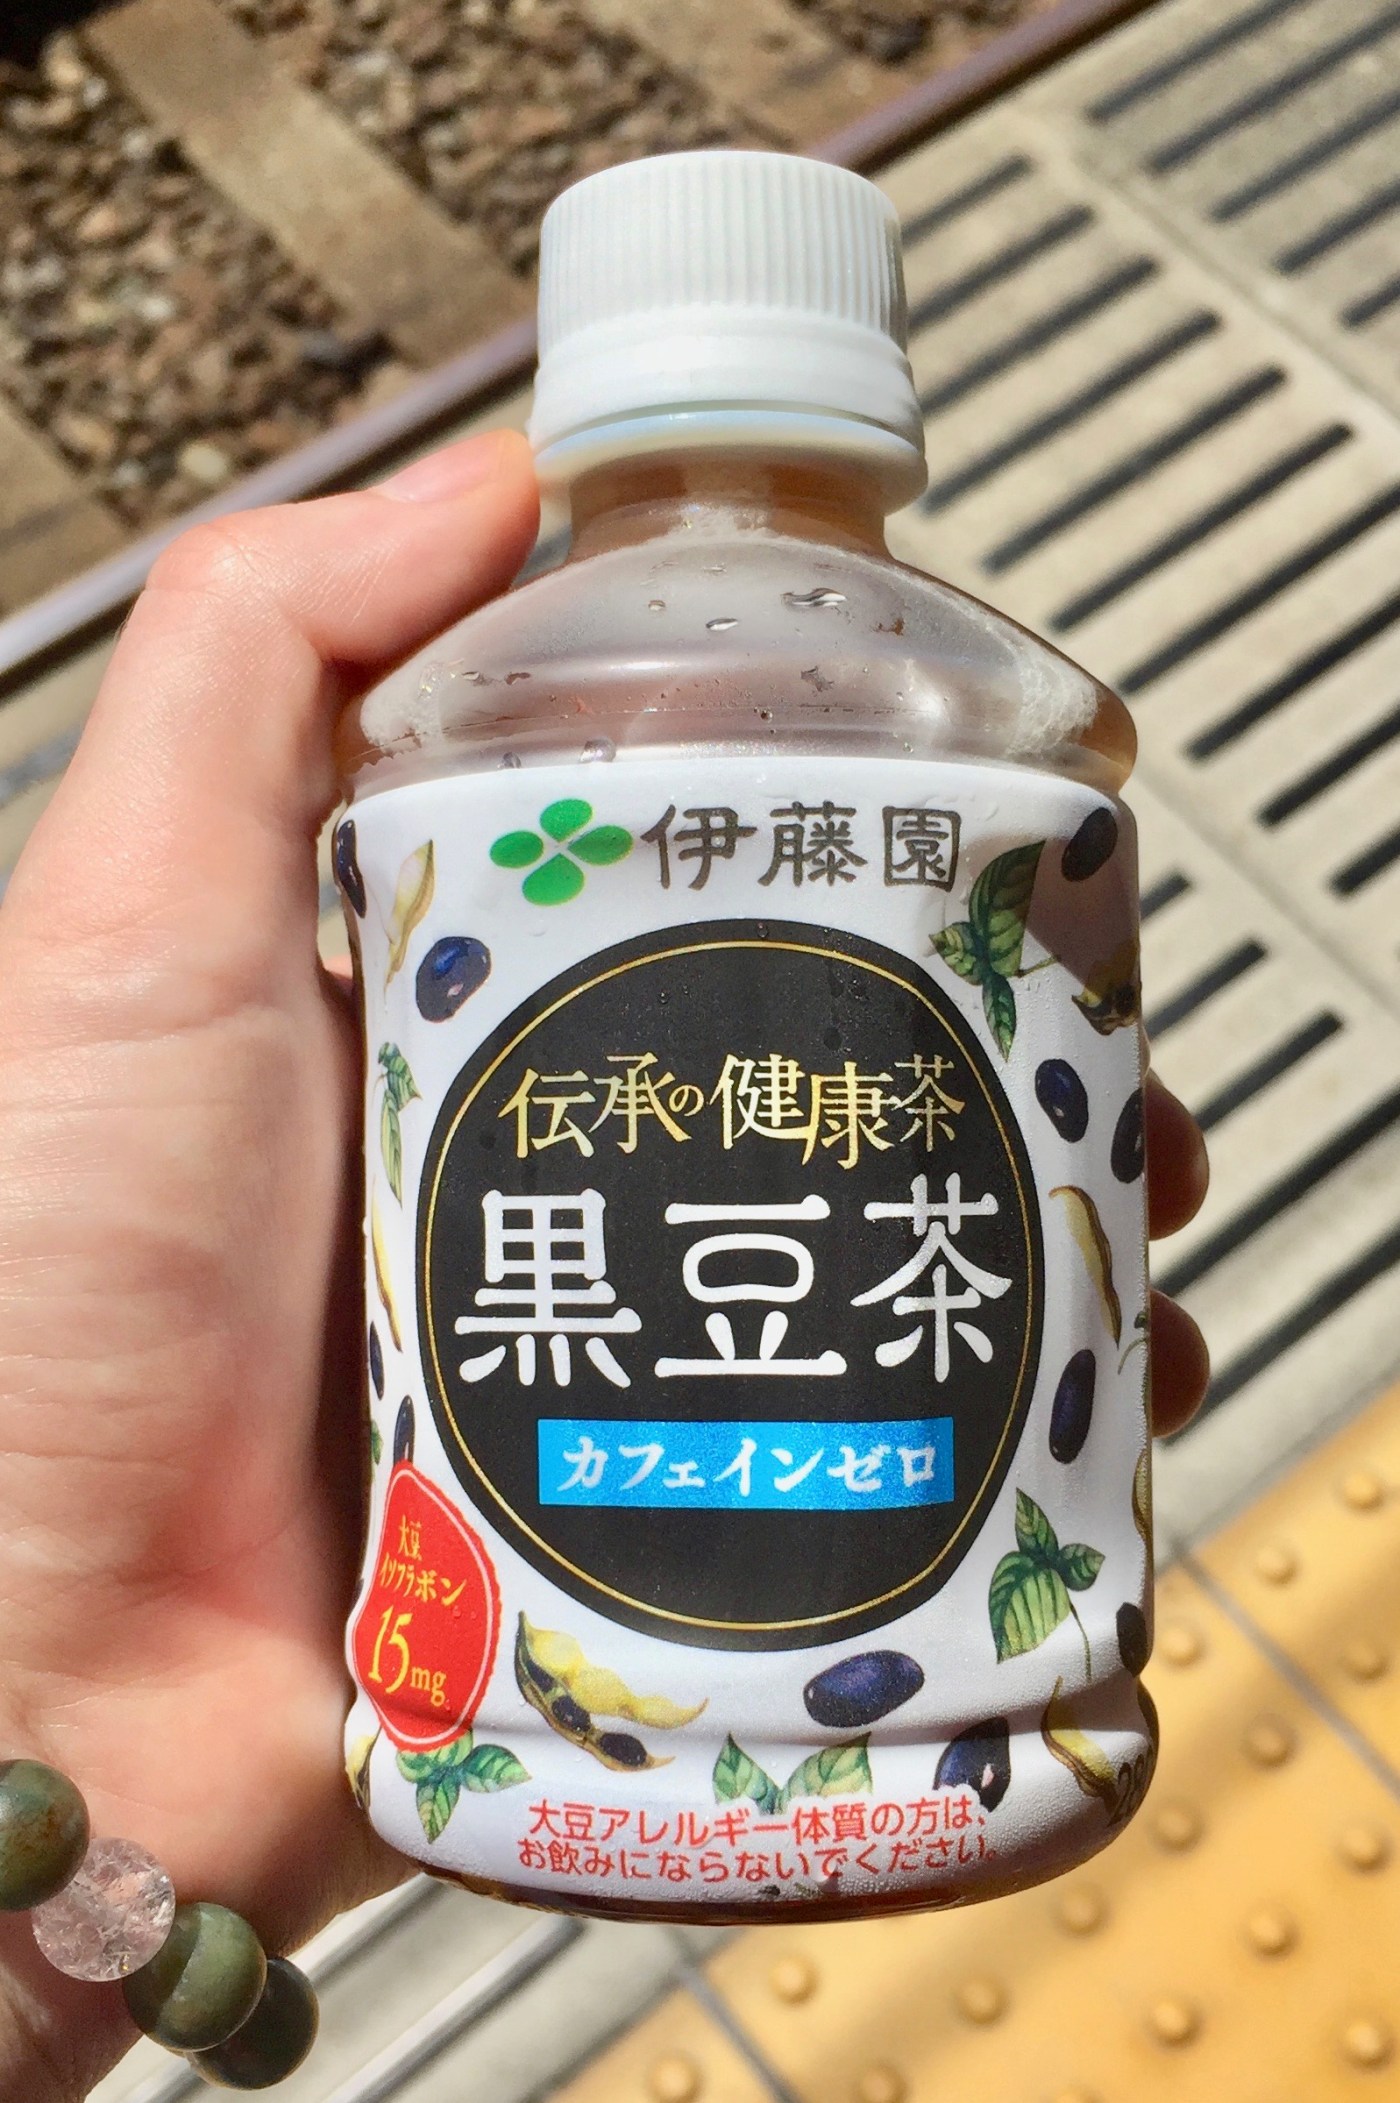 伊藤園
伝承の健康茶
黒豆茶
カフェインゼロ
大豆
イソフラボン
15mg
大豆アレルギー体質の方は、
お飲みにならないでください。